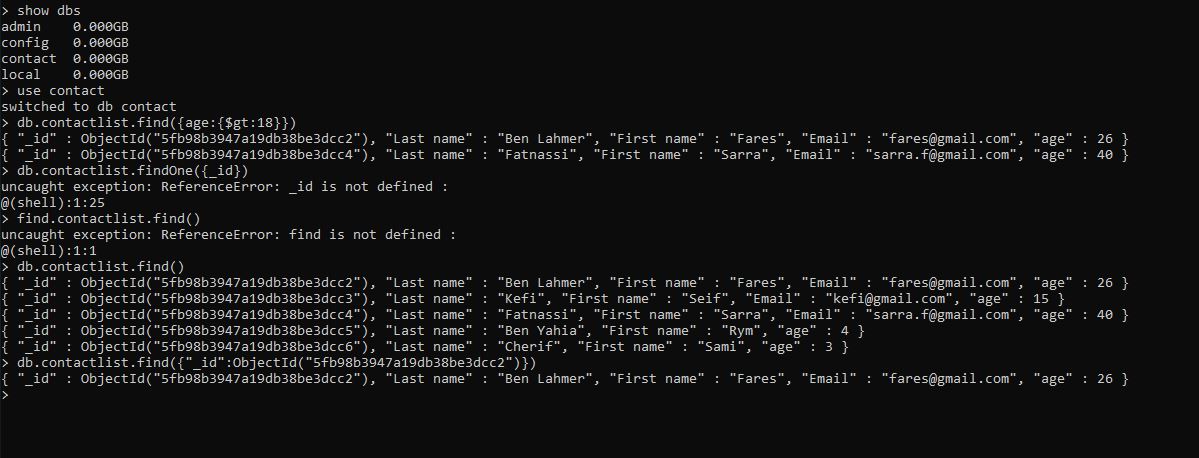 > show dbs
admin   0.000GB
config   0.000GB
contact  0.000GB
local    0.000GB
> use contact
switched to db contact
> db.contactlist.find({age:{$gt:18}})
{ "_id" : ObjectId("5fb98b3947a19db38be3dcc2"), "Last name" : "Ben Lahmer", "First name" : "Fares", "Email" : "fares@gmail.com", "age" : 26 }
{ "_id" : ObjectId("5fb98b3947a19db38be3dcc4"), "Last name" : "Fatnassi", "First name" : "Sarra", "Email" : "sarra.f@gmail.com", "age" : 40 }
> db.contactlist.findOne({_id})
uncaught exception: ReferenceError: _id is not defined :
@(shell):1:25
> find.contactlist.find()
uncaught exception: ReferenceError: find is not defined :
@(shell):1:1
> db.contactlist.find()
{ "_id" : ObjectId("5fb98b3947a19db38be3dcc2"), "Last name" : "Ben Lahmer", "First name" : "Fares", "Email" : "fares@gmail.com", "age" : 26 }
{ "_id" : ObjectId("5fb98b3947a19db38be3dcc3"), "Last name" : "Kefi", "First name" : "Seif", "Email" : "kefi@gmail.com", "age" : 15 }
{ "_id" : ObjectId("5fb98b3947a19db38be3dcc4"), "Last name" : "Fatnassi", "First name" : "Sarra", "Email" : "sarra.f@gmail.com", "age" : 40 }
{ "_id" : ObjectId("5fb98b3947a19db38be3dcc5"), "Last name" : "Ben Yahia", "First name" : "Rym", "age" : 4 }
{ "_id" : ObjectId("5fb98b3947a19db38be3dcc6"), "Last name" : "Cherif", "First name" : "Sami", "age" : 3 }
> db.contactlist.find({"_id":ObjectId("5fb98b3947a19db38be3dcc2")})
{ "_id" : ObjectId("5fb98b3947a19db38be3dcc2"), "Last name" : "Ben Lahmer", "First name" : "Fares", "Email" : "fares@gmail.com", "age" : 26 }
>